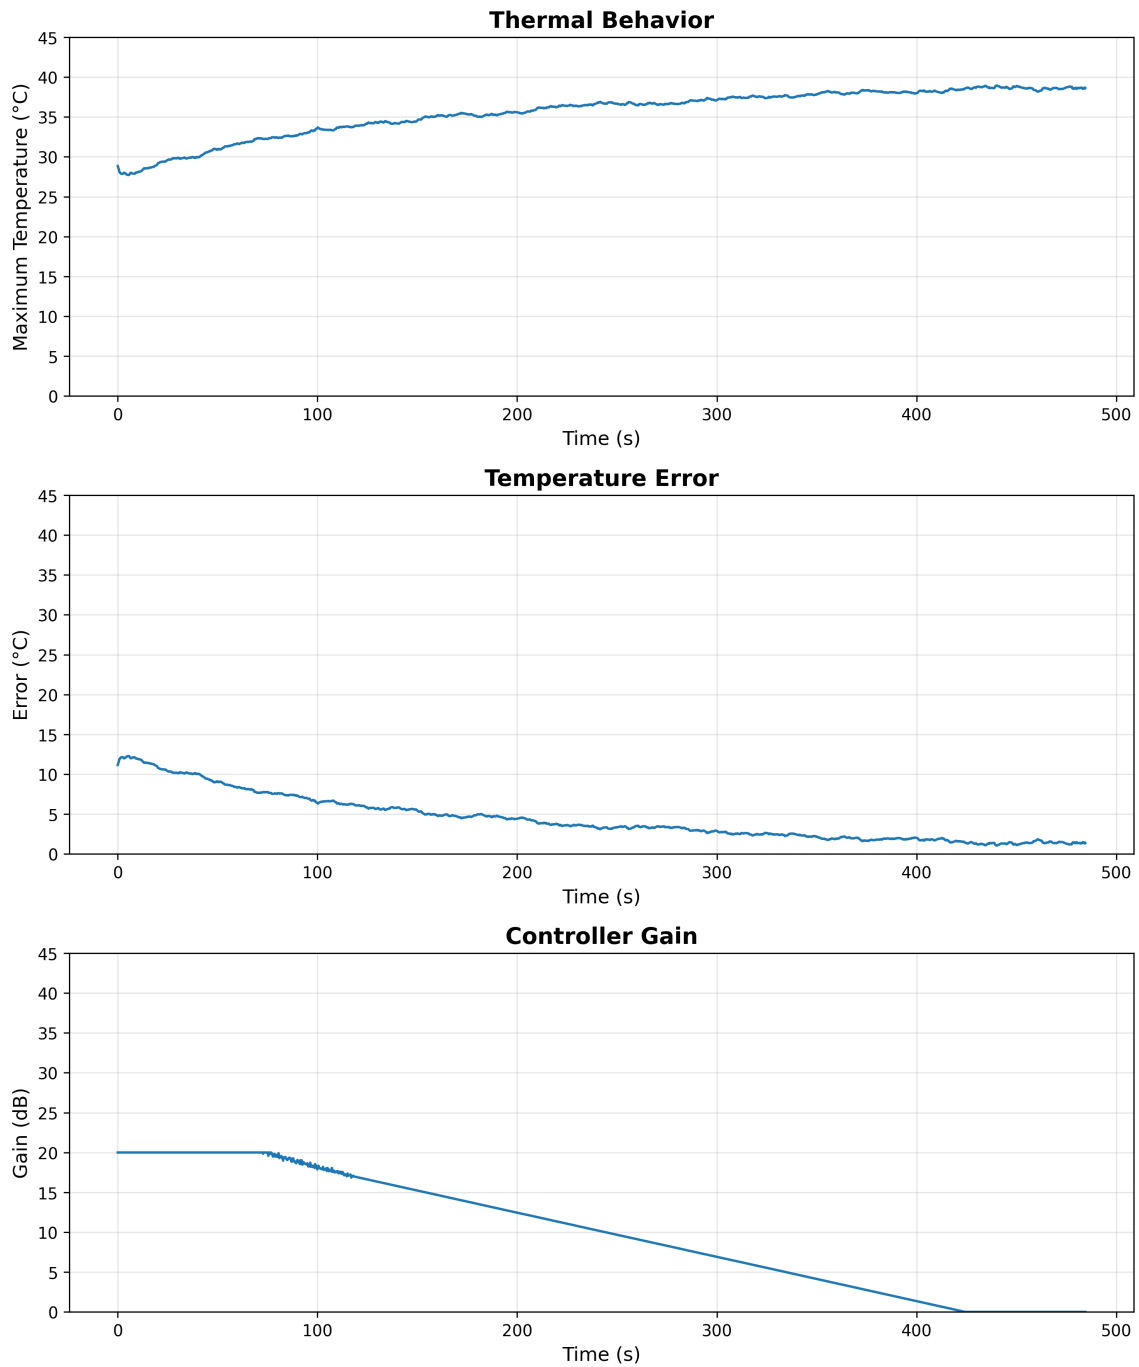 Thermal Behavior
45
40
35
30
25
20
15
10
5
0
Maximum Temperature (°C)
0 100 200 300 400 500
Time (s)
Temperature Error
45
40
35
30
25
20
15
10
5
0
Error (°C)
0 100 200 300 400 500
Time (s)
Controller Gain
45
40
35
30
25
20
15
10
5
0
Gain (dB)
0 100 200 300 400 500
Time (s)